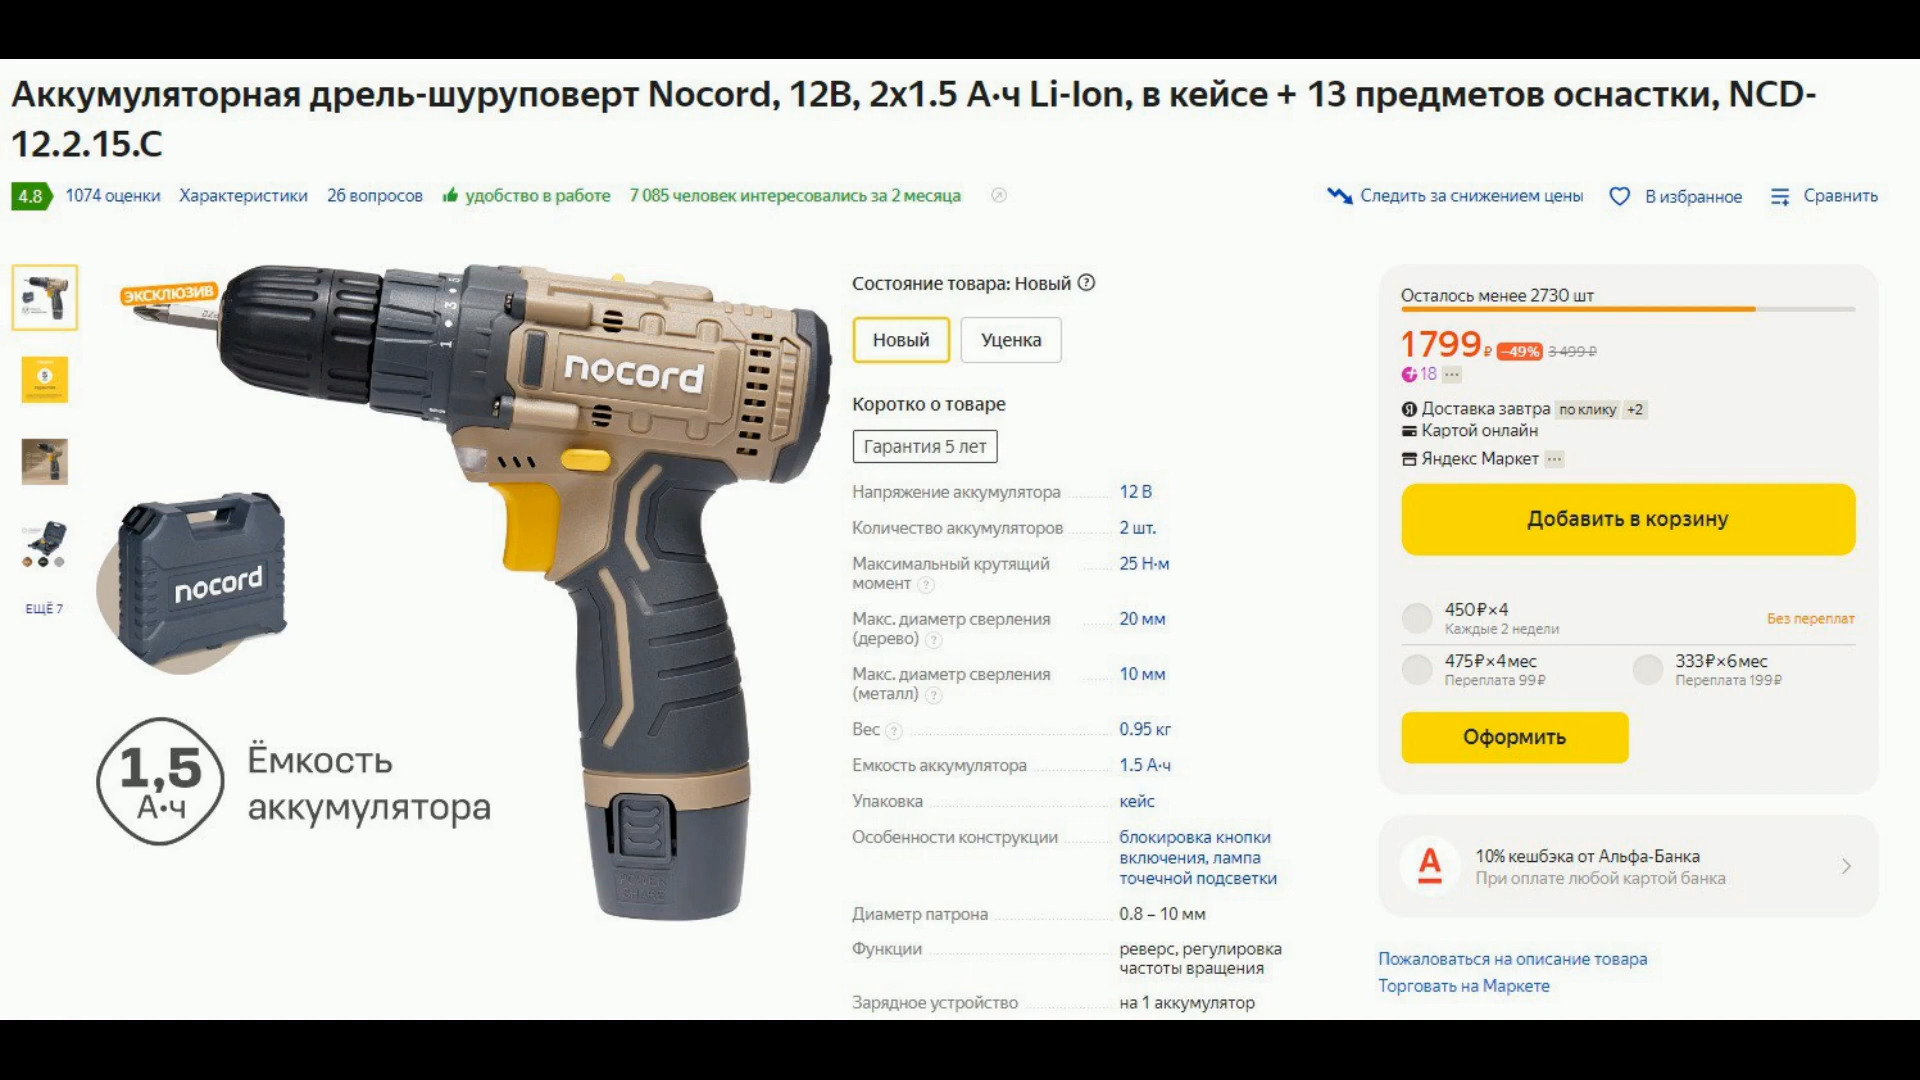 Аккумуляторная дрель-шуруповерт Nocord, 12В, 2x1.5 А·ч Li-Ion, в кейсе + 13 предметов оснастки, NCD-
12.2.15.С
4.8 1074 оценки Характеристики 26 вопросов удобство в работе 7 085 человек интересовались за 2 месяца
Следить за снижением цены В избранное Сравнить
ЭКСКЛЮЗИВ
1 • 3 • 5
nocord
nocord
ЕЩЁ 7
1,5
А·ч
Ёмкость
аккумулятора
Состояние товара: Новый
Новый Уценка
Коротко о товаре
Гарантия 5 лет
Напряжение аккумулятора 12 В
Количество аккумуляторов 2 шт.
Максимальный крутящий
момент 25 Н·м
Макс. диаметр сверления
(дерево) 20 мм
Макс. диаметр сверления
(металл) 10 мм
Вес 0.95 кг
Емкость аккумулятора 1.5 А·ч
Упаковка кейс
Особенности конструкции блокировка кнопки
включения, лампа
точечной подсветки
Диаметр патрона 0.8 – 10 мм
Функции реверс, регулировка
частоты вращения
Зарядное устройство на 1 аккумулятор
Осталось менее 2730 шт
1799 ₽ –49% 3 499 ₽
18 ···
Доставка завтра по клику +2
Картой онлайн
Яндекс Маркет ···
Добавить в корзину
450 ₽ × 4 Без переплат
Каждые 2 недели
475 ₽ × 4 мес 333 ₽ × 6 мес
Переплата 99 ₽ Переплата 199 ₽
Оформить
А
10% кешбэка от Альфа-Банка
При оплате любой картой банка
Пожаловаться на описание товара
Торговать на Маркете